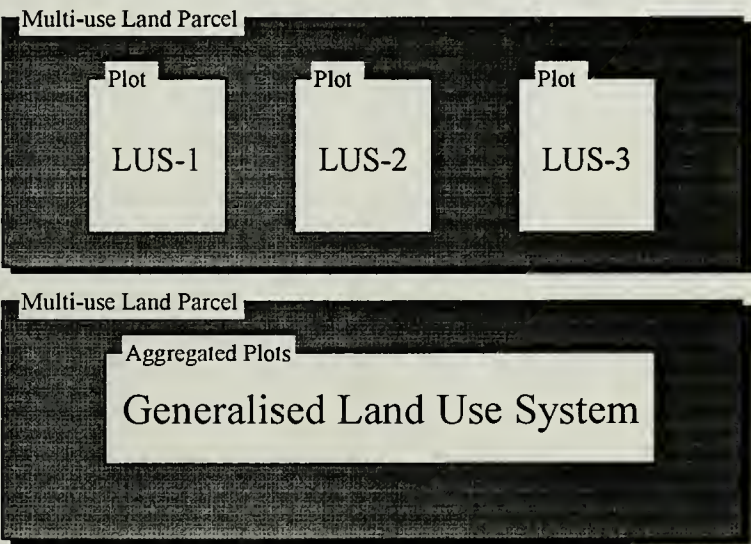 Multi-use Land Parcel
Plot Plot Plot
LUS-1 LUS-2 LUS-3
Multi-use Land Parcel
Aggregated Plots
Generalised Land Use System